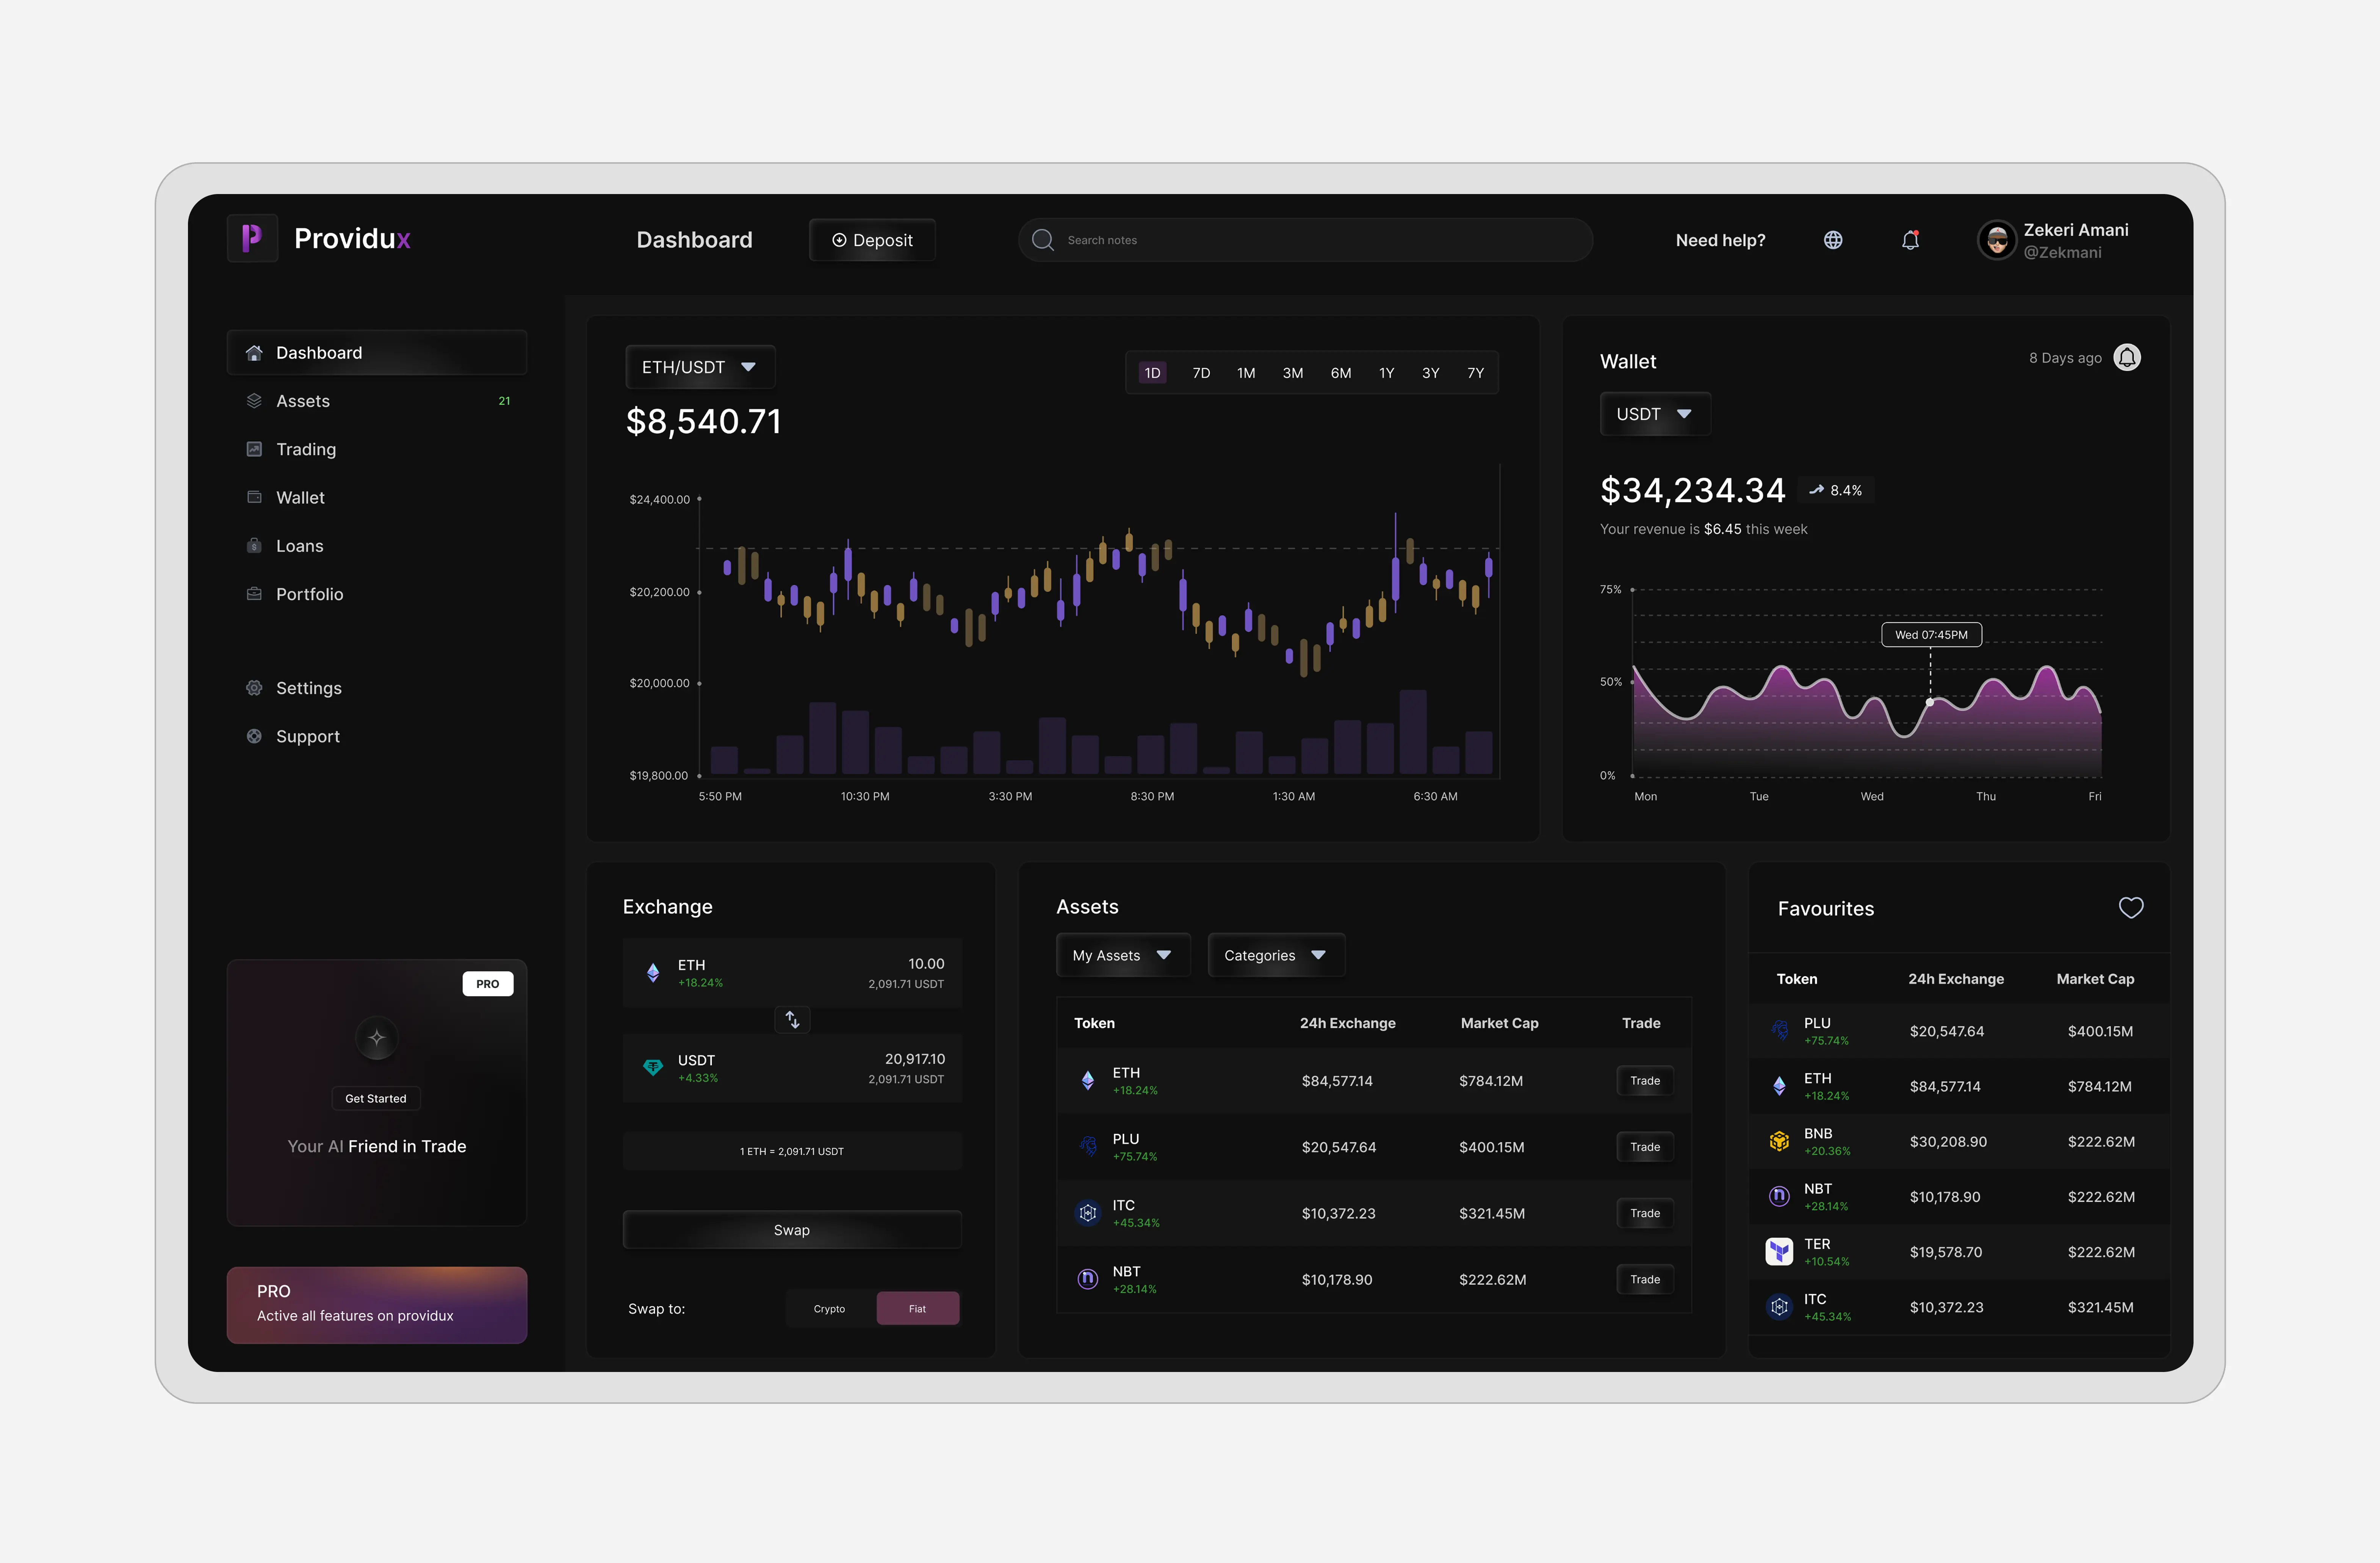 Providux
Dashboard
Deposit
Search notes
Need help?
Zekeri Amani
@Zekmani
Dashboard
Assets 21
Trading
Wallet
Loans
Portfolio
Settings
Support
PRO
Get Started
Your AI Friend in Trade
PRO
Active all features on providux
ETH/USDT
1D 7D 1M 3M 6M 1Y 3Y 7Y
$8,540.71
$24,400.00
$20,200.00
$20,000.00
$19,800.00
5:50 PM 10:30 PM 3:30 PM 8:30 PM 1:30 AM 6:30 AM
Wallet
8 Days ago
USDT
$34,234.34 8.4%
Your revenue is $6.45 this week
75%
Wed 07:45PM
50%
0%
Mon Tue Wed Thu Fri
Exchange
ETH 10.00
+18.24% 2,091.71 USDT
USDT 20,917.10
+4.33% 2,091.71 USDT
1 ETH = 2,091.71 USDT
Swap
Swap to: Crypto Fiat
Assets
My Assets Categories
Token 24h Exchange Market Cap Trade
ETH $84,577.14 $784.12M Trade
+18.24%
PLU $20,547.64 $400.15M Trade
+75.74%
ITC $10,372.23 $321.45M Trade
+45.34%
NBT $10,178.90 $222.62M Trade
+28.14%
Favourites
Token 24h Exchange Market Cap
PLU $20,547.64 $400.15M
+75.74%
ETH $84,577.14 $784.12M
+18.24%
BNB $30,208.90 $222.62M
+20.36%
NBT $10,178.90 $222.62M
+28.14%
TER $19,578.70 $222.62M
+10.54%
ITC $10,372.23 $321.45M
+45.34%